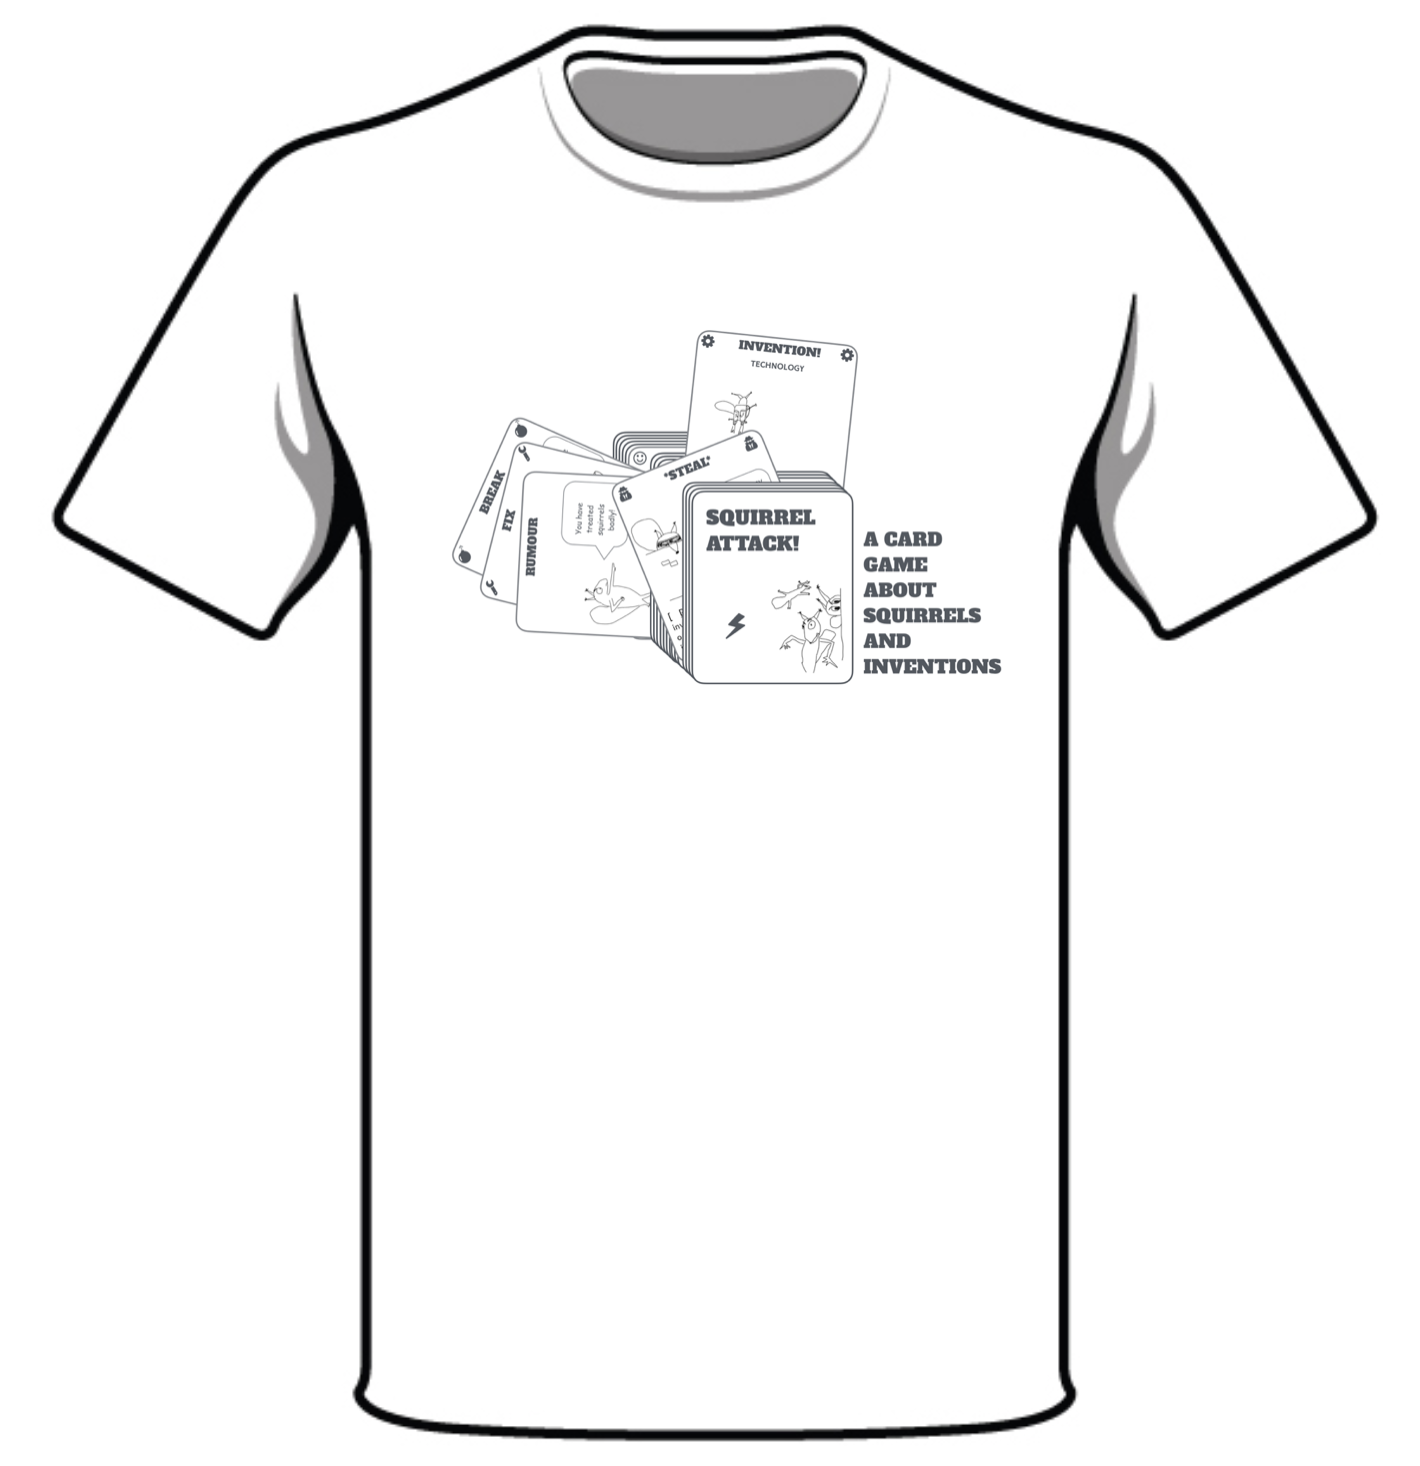 INVENTION!
TECHNOLOGY
*STEAL*
BREAK
FIX
RUMOUR
You have
treated
squirrels
badly!
SQUIRREL
ATTACK!
A CARD
GAME
ABOUT
SQUIRRELS
AND
INVENTIONS